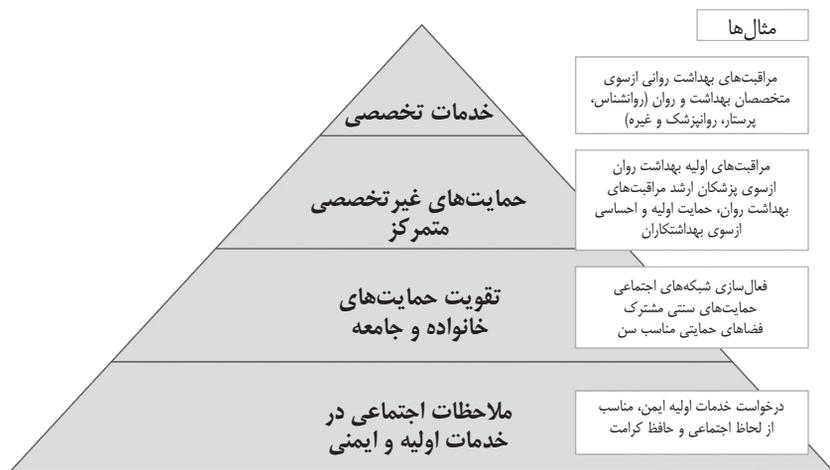 مثال‌ها
خدمات تخصصی
مراقبت‌های بهداشت روانی ازسوی
متخصصان بهداشت و روان (روانشناس،
پرستار، روانپزشک و غیره)
حمایت‌های غیرتخصصی
متمرکز
مراقبت‌های اولیه بهداشت روان
ازسوی پزشکان ارشد مراقبت‌های
بهداشت روان، حمایت اولیه و احساسی
ازسوی بهداشتکاران
تقویت حمایت‌های
خانواده و جامعه
فعال‌سازی شبکه‌های اجتماعی
حمایت‌های سنتی مشترک
فضاهای حمایتی مناسب سن
ملاحظات اجتماعی در
خدمات اولیه و ایمنی
درخواست خدمات اولیه ایمن، مناسب
از لحاظ اجتماعی و حافظ کرامت